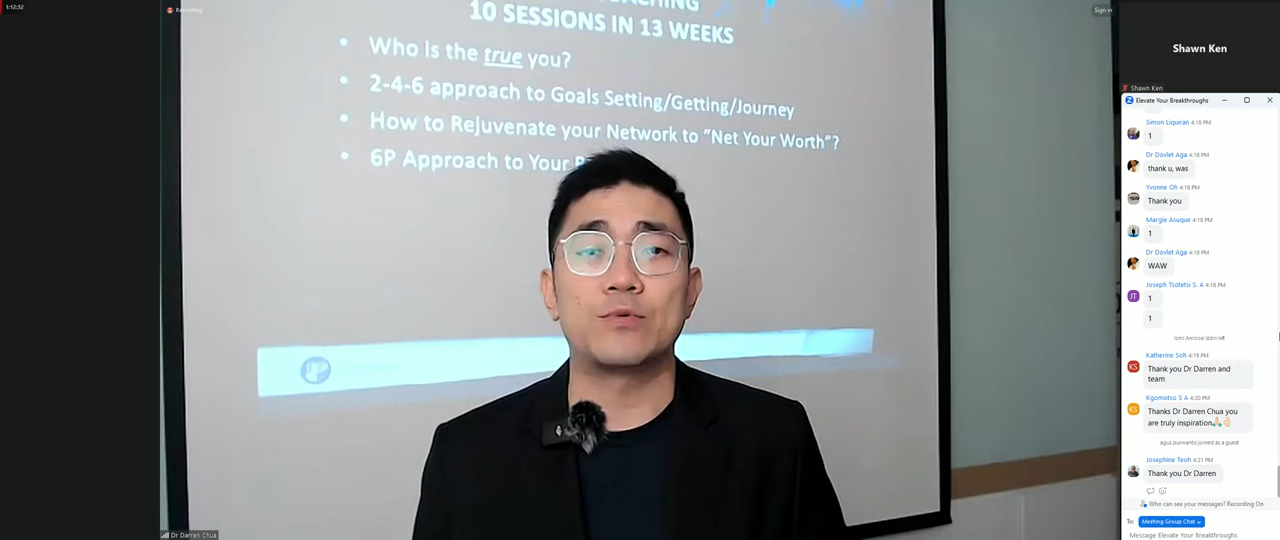 1:12:32
Recording
Sign in
10 SESSIONS IN 13 WEEKS
• Who is the true you?
• 2-4-6 approach to Goals Setting/Getting/Journey
• How to Rejuvenate your Network to “Net Your Worth”?
• 6P Approach to Your
Dr Darren Chua
Shawn Ken
Shawn Ken
Elevate Your Breakthroughs
Simon Liquiran 4:18 PM
1
Dr Dovlet Aga 4:18 PM
thank u, was
Yvonne Oh 4:18 PM
Thank you
Margie Asuque 4:18 PM
1
Dr Dovlet Aga 4:18 PM
WAW
JT
Joseph Tsotetsi S. A 4:18 PM
1
1
left
KS
Katherine Soh 4:19 PM
Thank you Dr Darren and
team
KS
Kgomotso S A 4:20 PM
Thanks Dr Darren Chua you
are truly inspiration🙏🏻👌🏻
agus purwanto joined as a guest
Josephine Teoh 4:21 PM
Thank you Dr Darren
Who can see your messages? Recording On
To: Meeting Group Chat
Message Elevate Your Breakthroughs